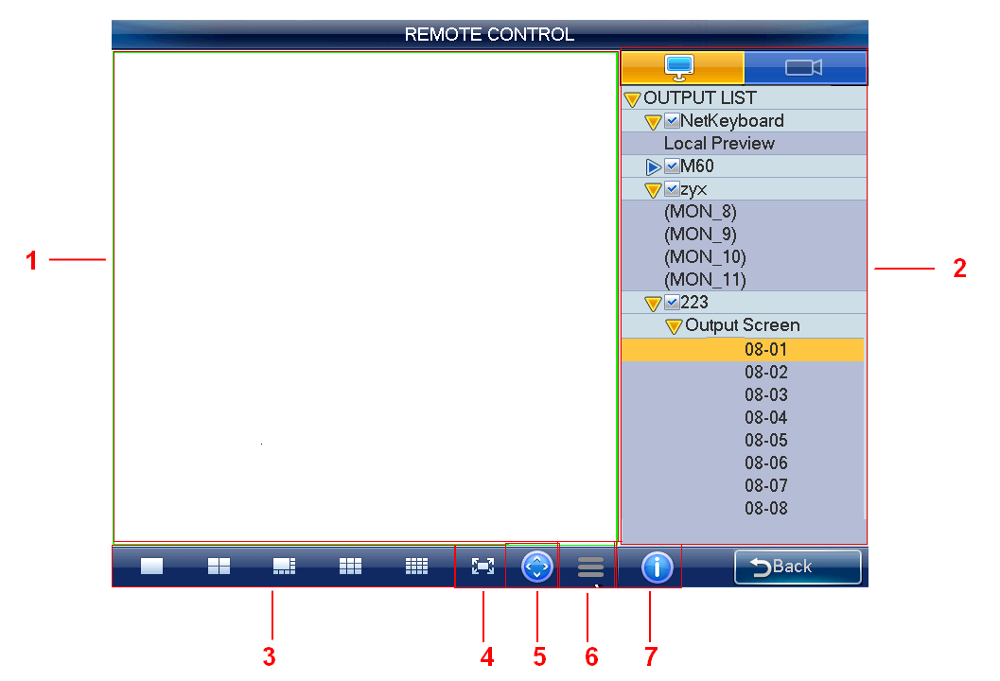 REMOTE CONTROL
OUTPUT LIST
NetKeyboard
Local Preview
M60
zyx
(MON_8)
(MON_9)
(MON_10)
(MON_11)
223
Output Screen
08-01
08-02
08-03
08-04
08-05
08-06
08-07
08-08
1
2
Back
3
4
5
6
7